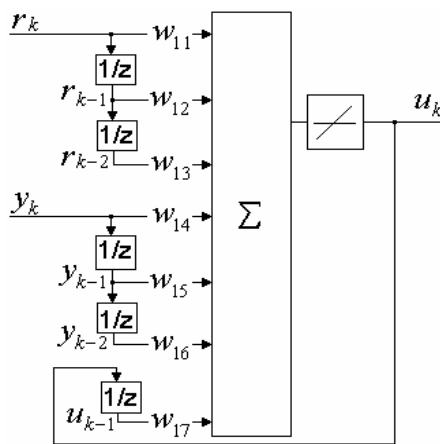 r_k w_11
1/z
r_{k-1} w_12
1/z
r_{k-2} w_13
y_k w_14
1/z
y_{k-1} w_15
1/z
y_{k-2} w_16
1/z
u_{k-1} w_17
Σ
u_k